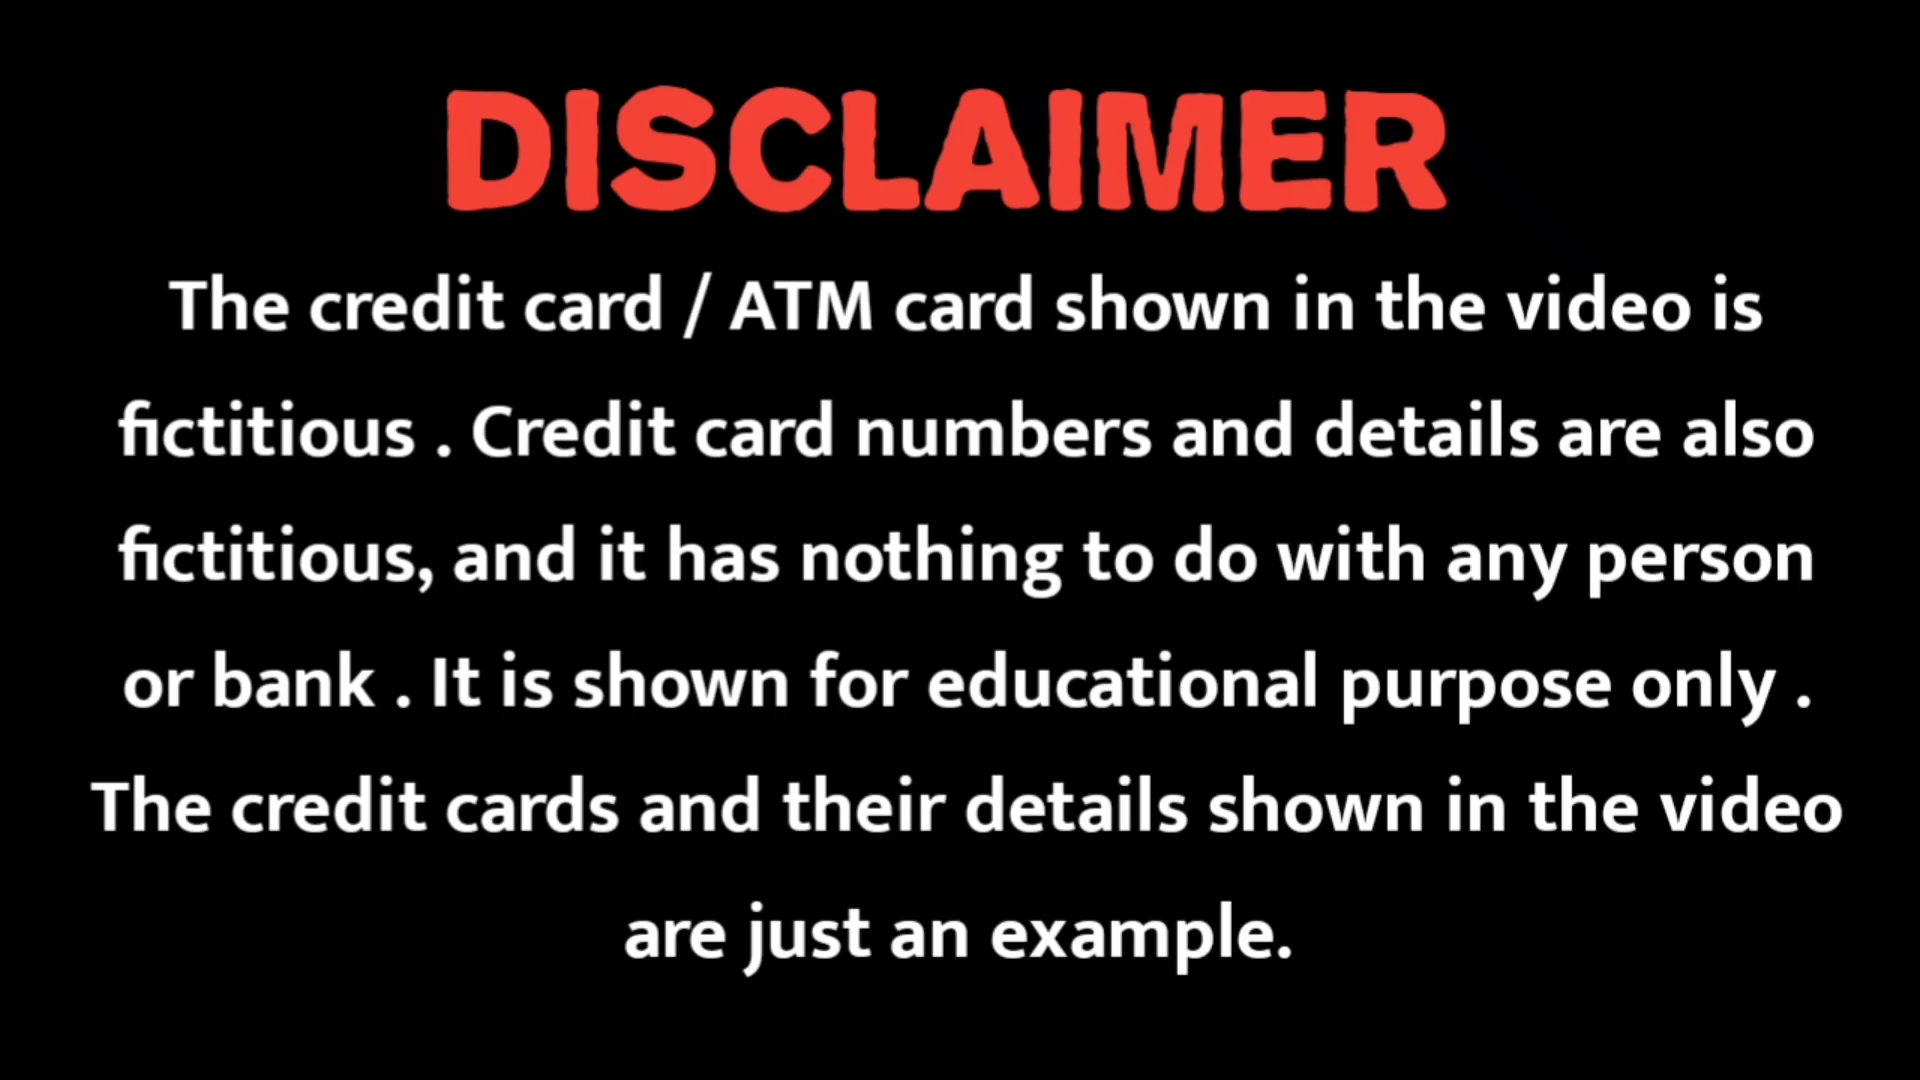 DISCLAIMER
The credit card / ATM card shown in the video is
fictitious . Credit card numbers and details are also
fictitious, and it has nothing to do with any person
or bank . It is shown for educational purpose only .
The credit cards and their details shown in the video
are just an example.